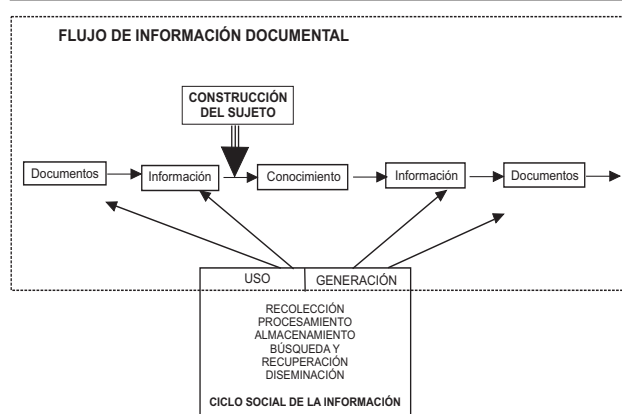 FLUJO DE INFORMACIÓN DOCUMENTAL
CONSTRUCCIÓN
DEL SUJETO
Documentos
Información
Conocimiento
Información
Documentos
USO
GENERACIÓN
RECOLECCIÓN
PROCESAMIENTO
ALMACENAMIENTO
BÚSQUEDA Y
RECUPERACIÓN
DISEMINACIÓN
CICLO SOCIAL DE LA INFORMACIÓN